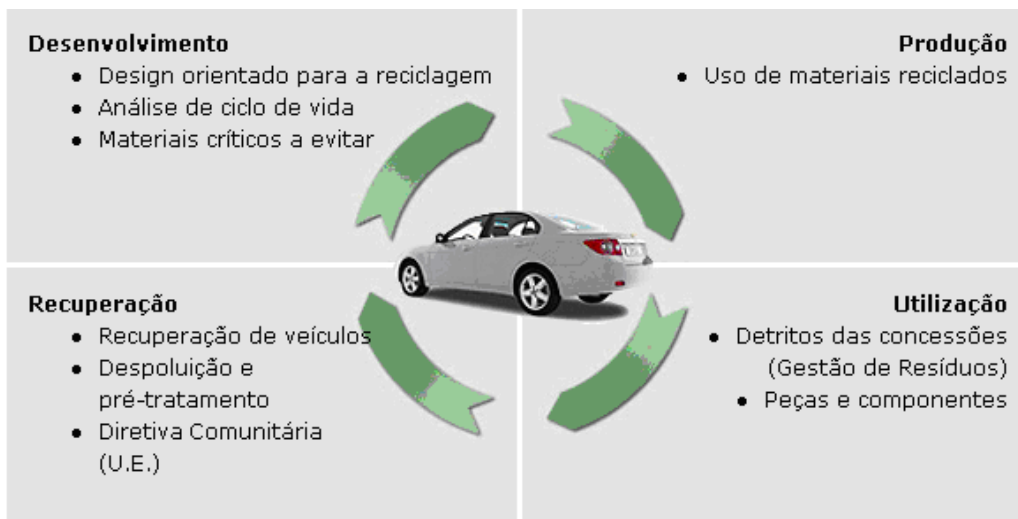 Desenvolvimento
● Design orientado para a reciclagem
● Análise de ciclo de vida
● Materiais críticos a evitar
Produção
● Uso de materiais reciclados
Recuperação
● Recuperação de veículos
● Despoluição e
pré-tratamento
● Diretiva Comunitária
(U.E.)
Utilização
● Detritos das concessões
(Gestão de Resíduos)
● Peças e componentes